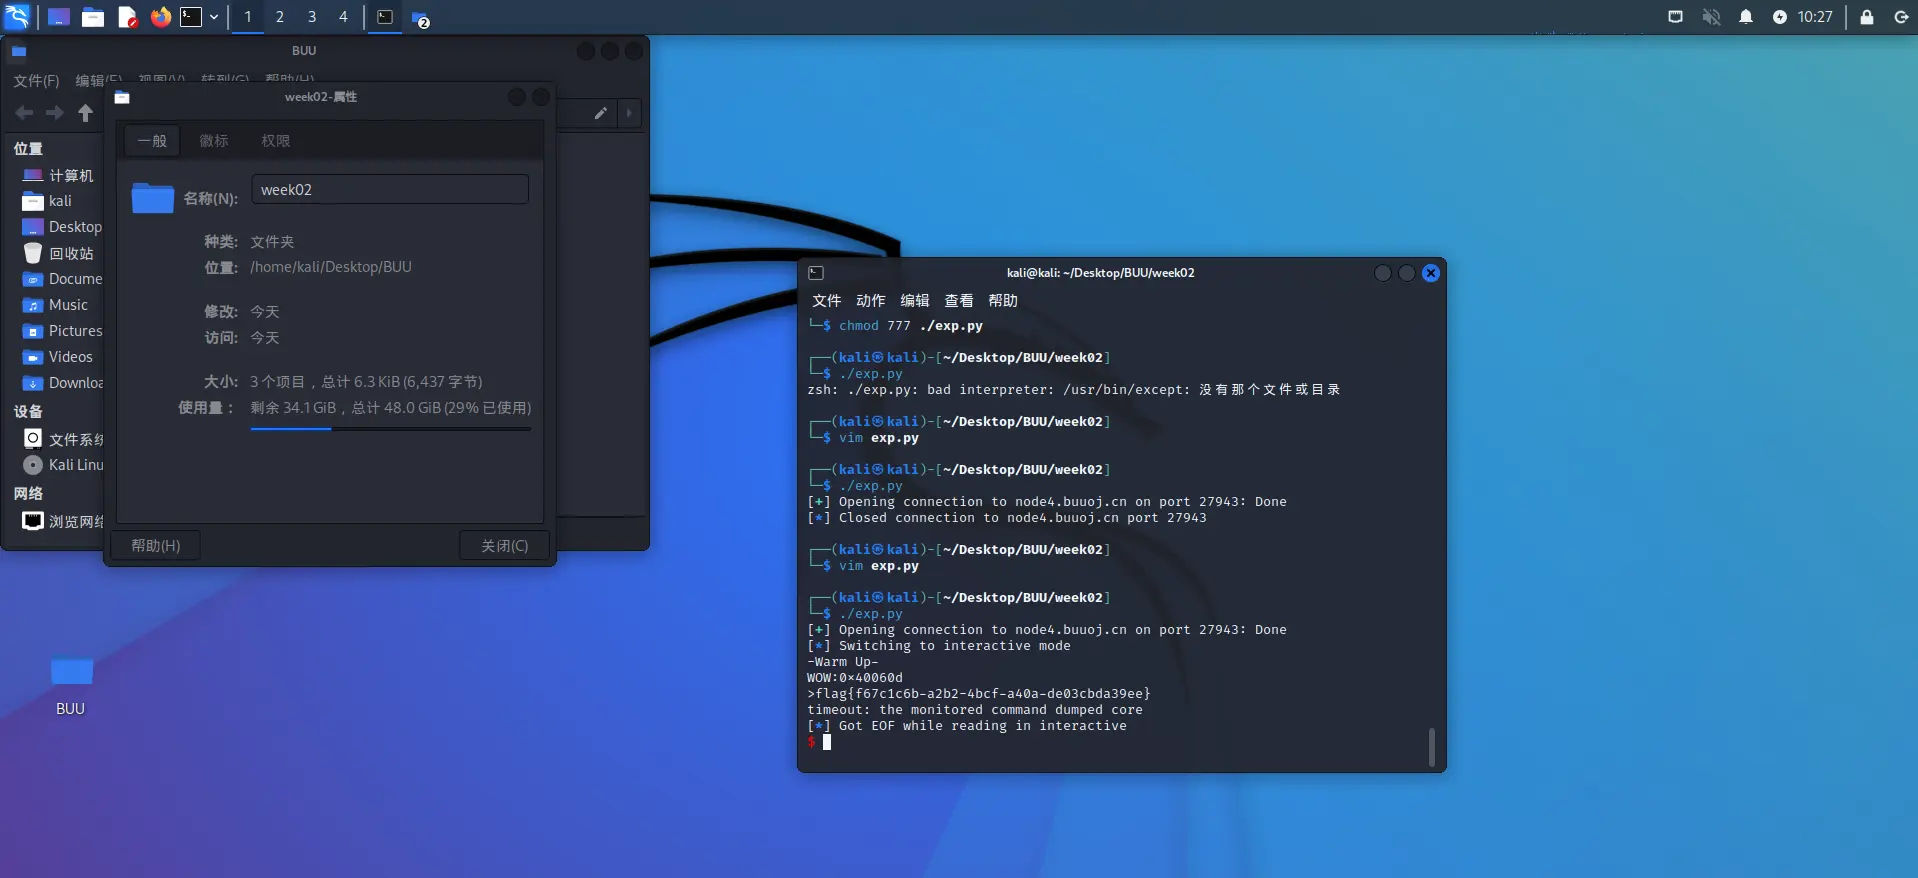 1 2 3 4
2
10:27
BUU
文件(F) 编辑(E) 视图(V) 转到(G) 帮助(H)
位置
计算机
kali
Desktop
回收站
Docume
Music
Pictures
Videos
Downloa
设备
文件系统
Kali Linu
网络
浏览网络
week02-属性
一般 徽标 权限
名称(N): week02
种类: 文件夹
位置: /home/kali/Desktop/BUU
修改: 今天
访问: 今天
大小: 3 个项目，总计 6.3 KiB (6,437 字节)
使用量： 剩余 34.1 GiB，总计 48.0 GiB (29% 已使用)
帮助(H) 关闭(C)
BUU
kali@kali: ~/Desktop/BUU/week02
文件 动作 编辑 查看 帮助
└─$ chmod 777 ./exp.py
┌──(kali㉿kali)-[~/Desktop/BUU/week02]
└─$ ./exp.py
zsh: ./exp.py: bad interpreter: /usr/bin/except: 没有那个文件或目录
┌──(kali㉿kali)-[~/Desktop/BUU/week02]
└─$ vim exp.py
┌──(kali㉿kali)-[~/Desktop/BUU/week02]
└─$ ./exp.py
[+] Opening connection to node4.buuoj.cn on port 27943: Done
[*] Closed connection to node4.buuoj.cn port 27943
┌──(kali㉿kali)-[~/Desktop/BUU/week02]
└─$ vim exp.py
┌──(kali㉿kali)-[~/Desktop/BUU/week02]
└─$ ./exp.py
[+] Opening connection to node4.buuoj.cn on port 27943: Done
[*] Switching to interactive mode
-Warm Up-
WOW:0×40060d
>flag{f67c1c6b-a2b2-4bcf-a40a-de03cbda39ee}
timeout: the monitored command dumped core
[*] Got EOF while reading in interactive
$